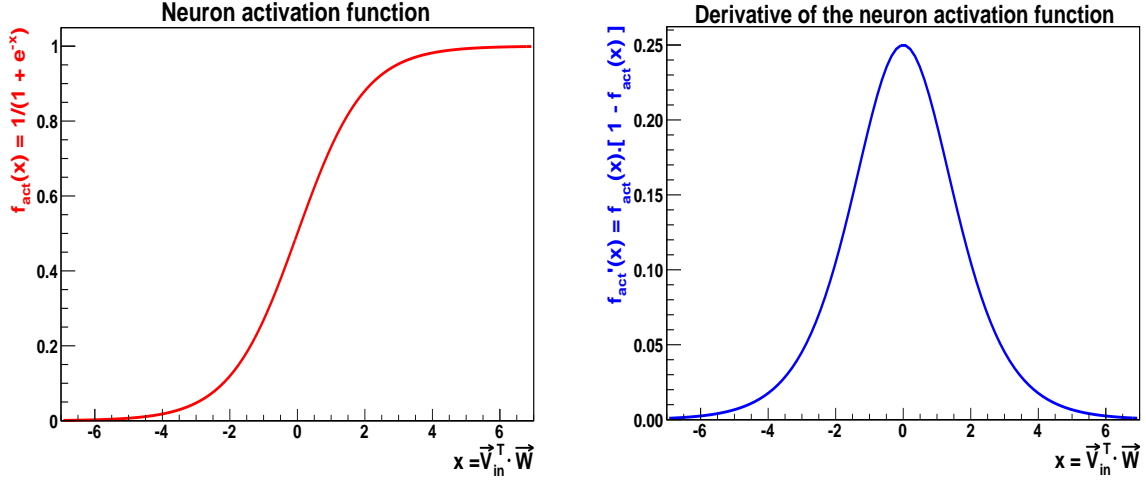 Neuron activation function
f_act(x) = 1/(1 + e^-x)
1
0.8
0.6
0.4
0.2
0
-6 -4 -2 0 2 4 6
x = V⃗_in^T · W⃗
Derivative of the neuron activation function
f_act'(x) = f_act(x).[ 1 - f_act(x) ]
0.25
0.20
0.15
0.10
0.05
0.00
-6 -4 -2 0 2 4 6
x = V⃗_in^T · W⃗